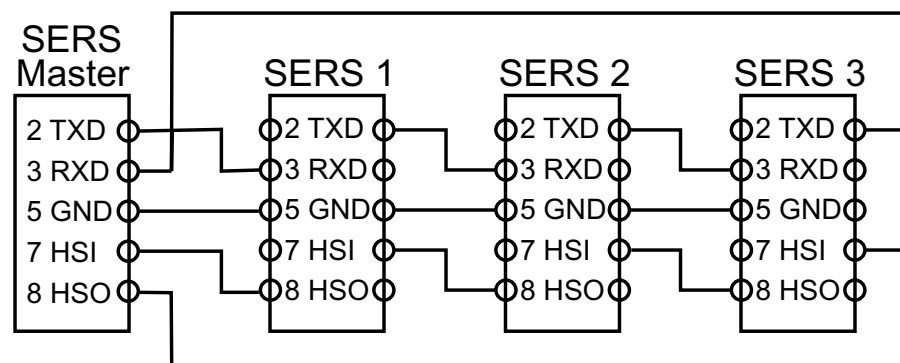 SERS
Master
2 TXD
3 RXD
5 GND
7 HSI
8 HSO
SERS 1
2 TXD
3 RXD
5 GND
7 HSI
8 HSO
SERS 2
2 TXD
3 RXD
5 GND
7 HSI
8 HSO
SERS 3
2 TXD
3 RXD
5 GND
7 HSI
8 HSO